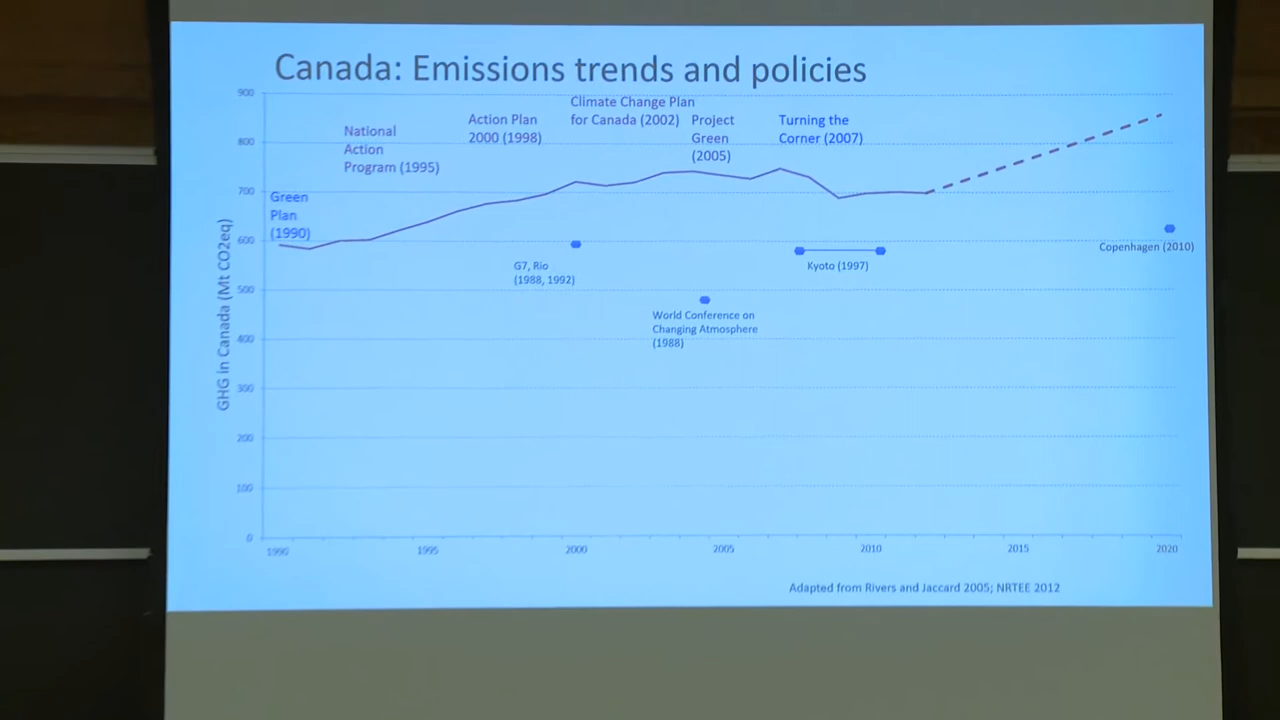 Canada: Emissions trends and policies
900
800
700
600
500
400
300
200
100
0
GHG in Canada (Mt CO2eq)
Green
Plan
(1990)
National
Action
Program (1995)
Action Plan
2000 (1998)
Climate Change Plan
for Canada (2002)
Project
Green
(2005)
Turning the
Corner (2007)
G7, Rio
(1988, 1992)
World Conference on
Changing Atmosphere
(1988)
Kyoto (1997)
Copenhagen (2010)
1990
1995
2000
2005
2010
2015
2020
Adapted from Rivers and Jaccard 2005; NRTEE 2012